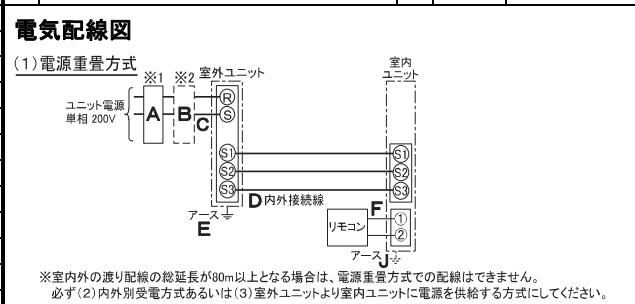 電気配線図
(1)電源重畳方式
※1 ※2 室外ユニット
室内
ユニット
ユニット電源
単相 200V
A B C
R
S
S1 S1
S2 S2
S3 S3
D 内外接続線
アース
E
F
リモコン
①
②
アース J
※室内外の渡り配線の総延長が80m以上となる場合は、電源重畳方式での配線はできません。
必ず(2)内外別受電方式あるいは(3)室外ユニットより室内ユニットに電源を供給する方式にしてください。